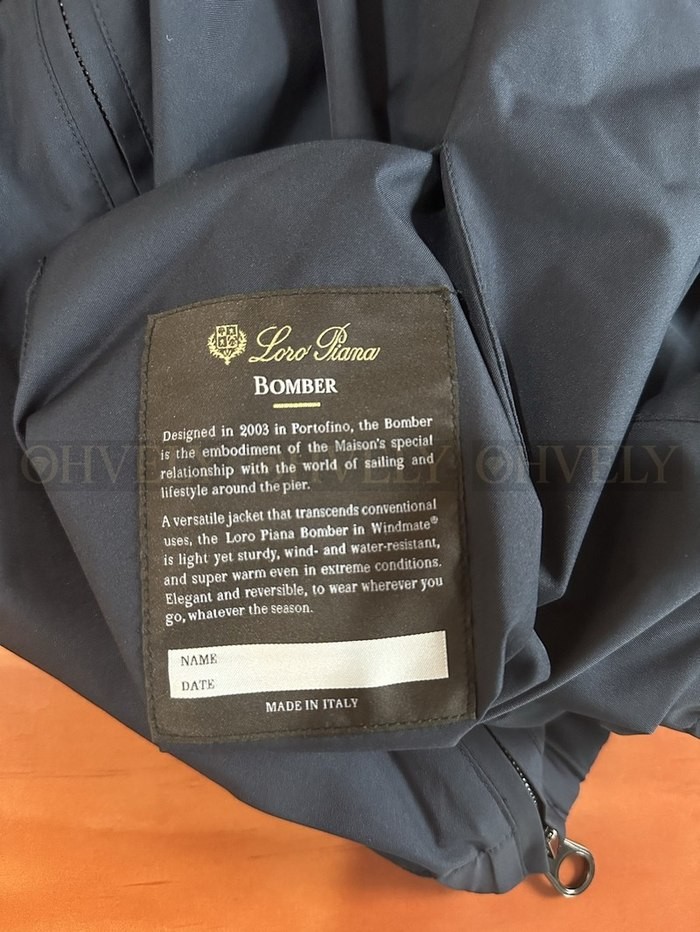 Loro Piana
BOMBER
Designed in 2003 in Portofino, the Bomber
is the embodiment of the Maison's special
OHVELY OHVELY OHVELY
relationship with the world of sailing and
lifestyle around the pier.
A versatile jacket that transcends conventional
uses, the Loro Piana Bomber in Windmate®
is light yet sturdy, wind- and water-resistant,
and super warm even in extreme conditions.
Elegant and reversible, to wear wherever you
go, whatever the season.
NAME
DATE
MADE IN ITALY